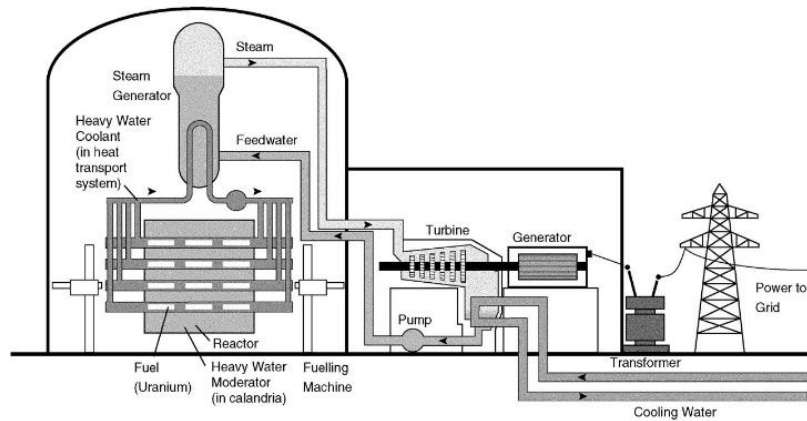 Steam
Steam
Generator
Heavy Water
Coolant
(in heat
transport
system)
Feedwater
Turbine
Generator
Pump
Power to
Grid
Reactor
Fuel
(Uranium)
Heavy Water
Moderator
(in calandria)
Fuelling
Machine
Transformer
Cooling Water